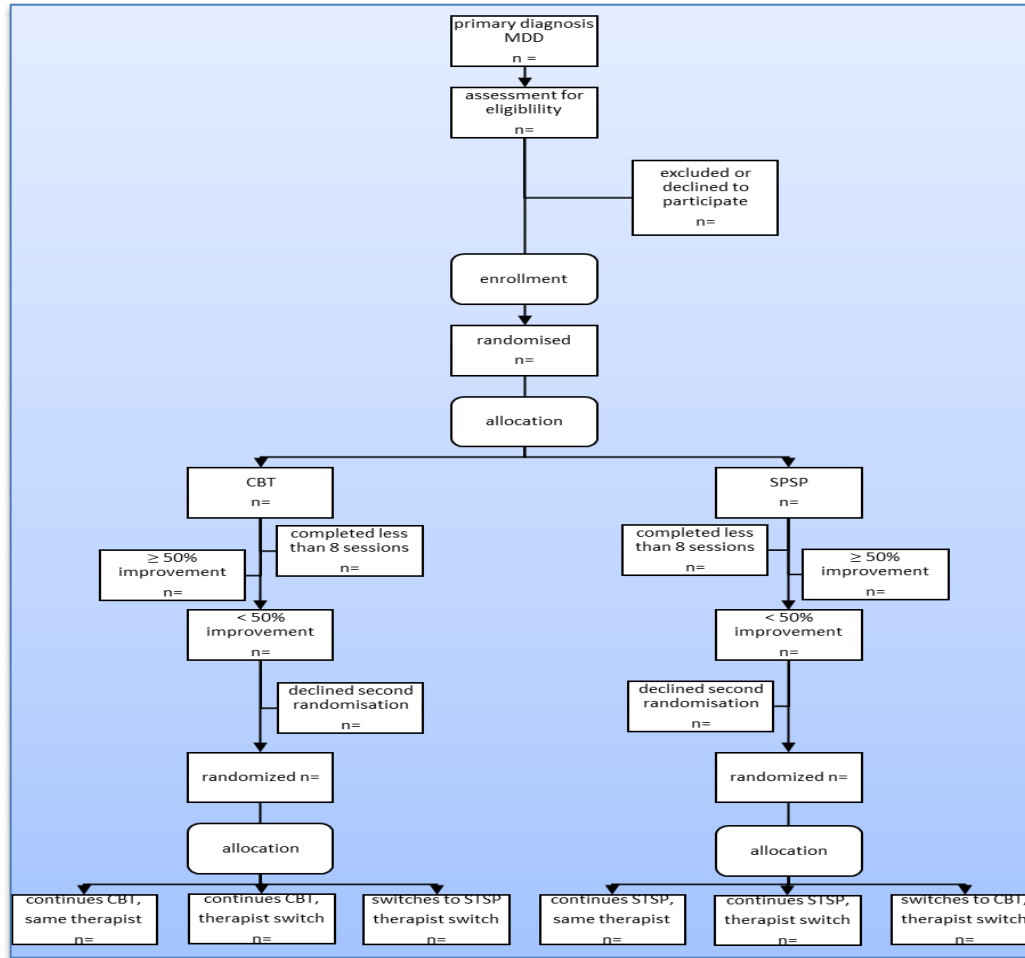 primary diagnosis
MDD
n =
assessment for
eligiblility
n=
excluded or
declined to
participate
n=
enrollment
randomised
n=
allocation
CBT
n=
SPSP
n=
completed less
than 8 sessions
n=
≥ 50%
improvement
n=
completed less
than 8 sessions
n=
≥ 50%
improvement
n=
< 50%
improvement
n=
< 50%
improvement
n=
declined second
randomisation
n=
declined second
randomisation
n=
randomized n=
randomized n=
allocation
allocation
continues CBT,
same therapist
n=
continues CBT,
therapist switch
n=
switches to STSP
therapist switch
n=
continues STSP,
same therapist
n=
continues STSP,
therapist switch
n=
switches to CBT,
therapist switch
n=